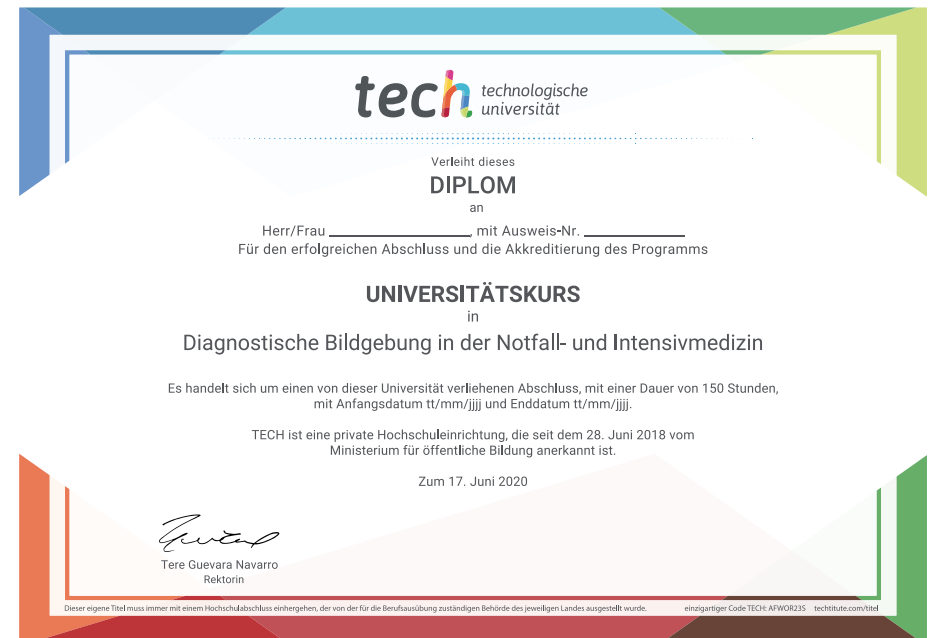 tech technologische
universität
Verleiht dieses
DIPLOM
an
Herr/Frau , mit Ausweis-Nr.
Für den erfolgreichen Abschluss und die Akkreditierung des Programms
UNIVERSITÄTSKURS
in
Diagnostische Bildgebung in der Notfall- und Intensivmedizin
Es handelt sich um einen von dieser Universität verliehenen Abschluss, mit einer Dauer von 150 Stunden,
mit Anfangsdatum tt/mm/jjjj und Enddatum tt/mm/jjjj.
TECH ist eine private Hochschuleinrichtung, die seit dem 28. Juni 2018 vom
Ministerium für öffentliche Bildung anerkannt ist.
Zum 17. Juni 2020
Tere Guevara Navarro
Rektorin
Dieser eigene Titel muss immer mit einem Hochschulabschluss einhergehen, der von der für die Berufsausübung zuständigen Behörde des jeweiligen Landes ausgestellt wurde. einzigartiger Code TECH: AFWOR23S techtitute.com/titel